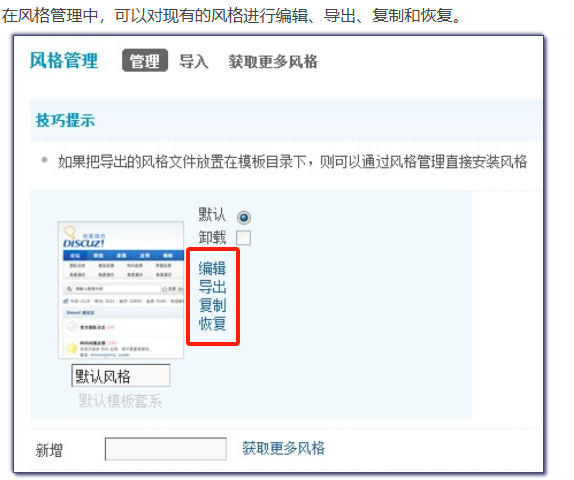 在风格管理中，可以对现有的风格进行编辑、导出、复制和恢复。
风格管理 管理 导入 获取更多风格
技巧提示
如果把导出的风格文件放置在模板目录下，则可以通过风格管理直接安装风格
默认
卸载
DISCUZ!
编辑
导出
复制
恢复
默认风格
默认模板套系
新增 获取更多风格